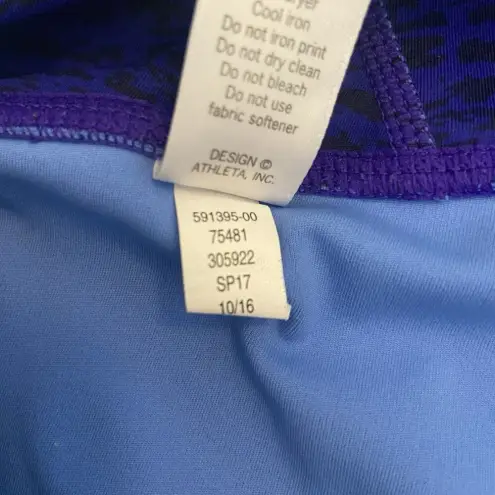 Cool iron
Do not iron print
Do not dry clean
Do not bleach
Do not use
fabric softener
DESIGN ©
ATHLETA, INC.
591395-00
75481
305922
SP17
10/16